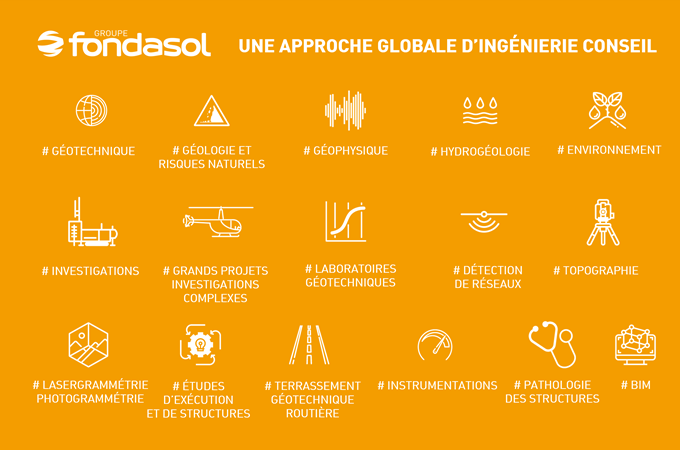 GROUPE
fondasol
UNE APPROCHE GLOBALE D'INGÉNIERIE CONSEIL
# GÉOTECHNIQUE
# GÉOLOGIE ET
RISQUES NATURELS
# GÉOPHYSIQUE
# HYDROGÉOLOGIE
# ENVIRONNEMENT
# INVESTIGATIONS
# GRANDS PROJETS
INVESTIGATIONS
COMPLEXES
# LABORATOIRES
GÉOTECHNIQUES
# DÉTECTION
DE RÉSEAUX
# TOPOGRAPHIE
# LASERGRAMMÉTRIE
PHOTOGRAMMÉTRIE
# ÉTUDES
D'EXÉCUTION
ET DE STRUCTURES
# TERRASSEMENT
GÉOTECHNIQUE
ROUTIÈRE
# INSTRUMENTATIONS
# PATHOLOGIE
DES STRUCTURES
# BIM